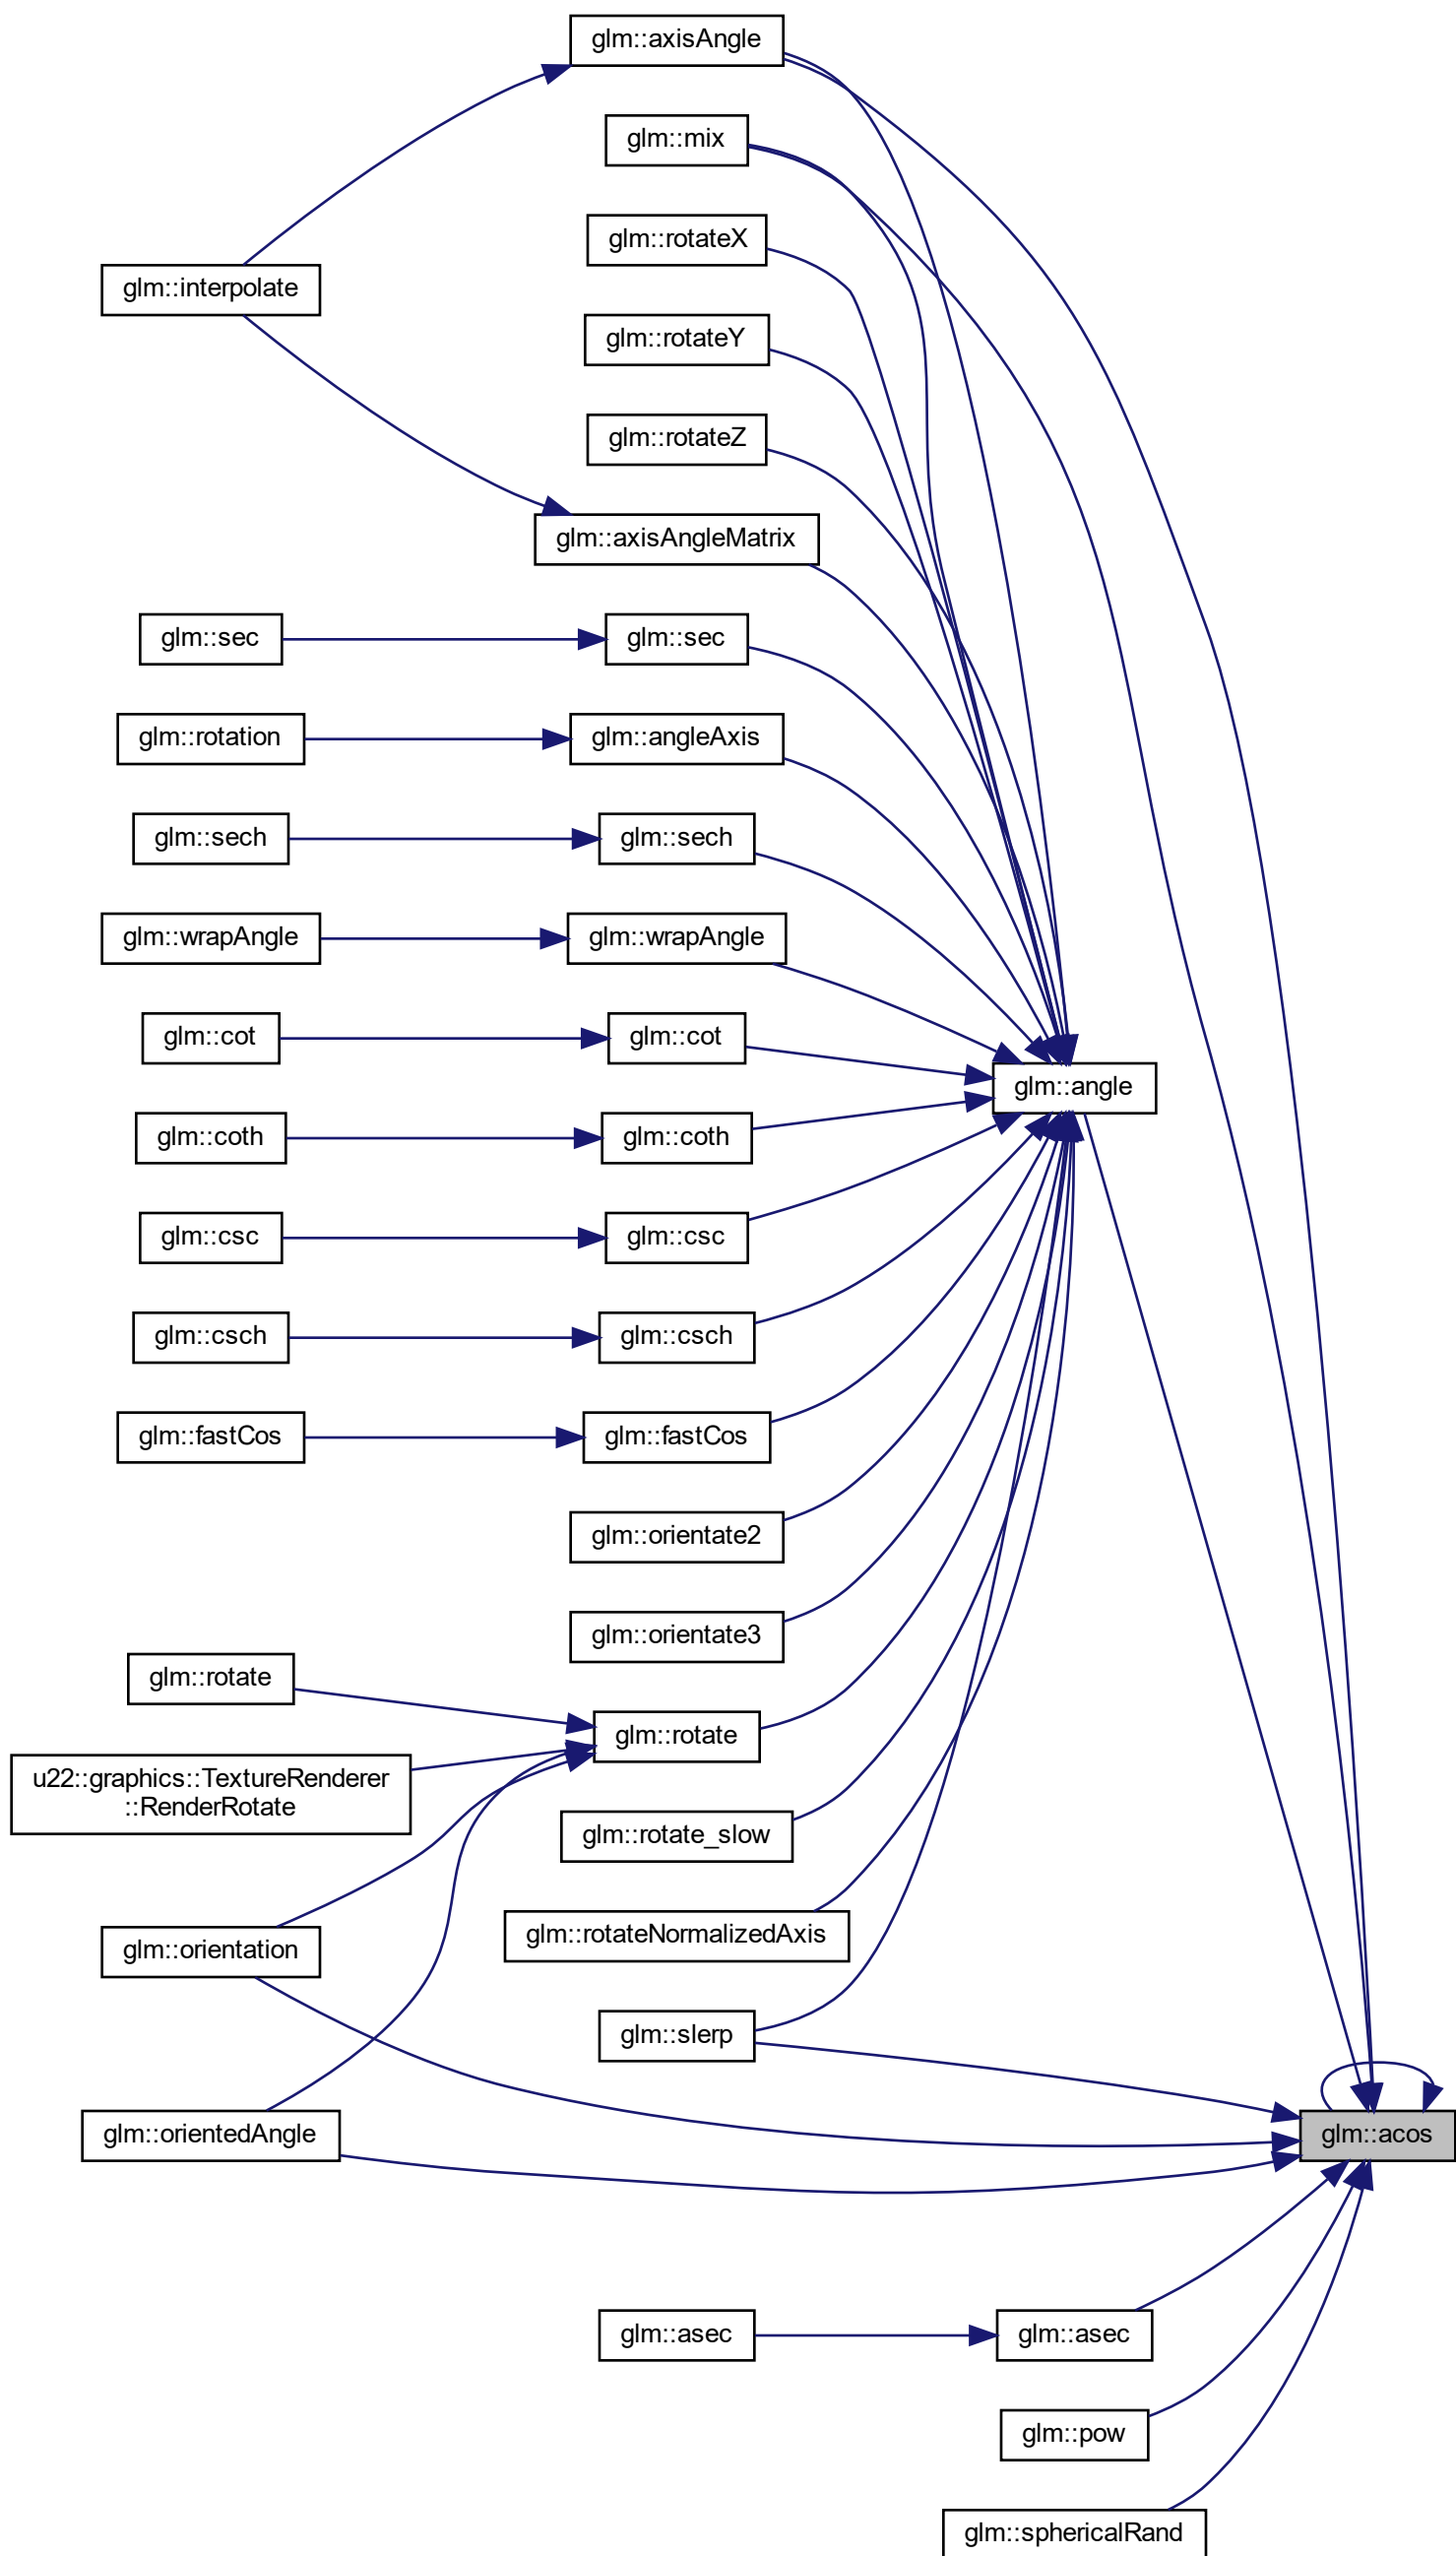 glm::axisAngle
glm::mix
glm::rotateX
glm::interpolate
glm::rotateY
glm::rotateZ
glm::axisAngleMatrix
glm::sec
glm::sec
glm::rotation
glm::angleAxis
glm::sech
glm::sech
glm::wrapAngle
glm::wrapAngle
glm::cot
glm::cot
glm::angle
glm::coth
glm::coth
glm::csc
glm::csc
glm::csch
glm::csch
glm::fastCos
glm::fastCos
glm::orientate2
glm::orientate3
glm::rotate
glm::rotate
u22::graphics::TextureRenderer
::RenderRotate
glm::rotate_slow
glm::rotateNormalizedAxis
glm::orientation
glm::slerp
glm::orientedAngle
glm::acos
glm::asec
glm::asec
glm::pow
glm::sphericalRand